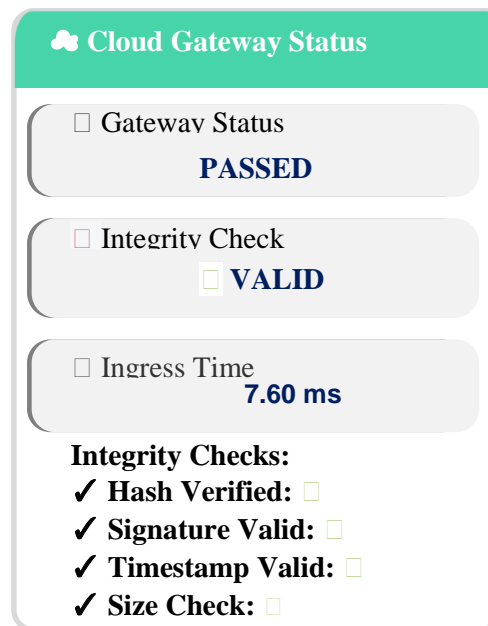 ☁ Cloud Gateway Status
□ Gateway Status
PASSED
□ Integrity Check
□ VALID
□ Ingress Time
7.60 ms
Integrity Checks:
✓ Hash Verified: □
✓ Signature Valid: □
✓ Timestamp Valid: □
✓ Size Check: □